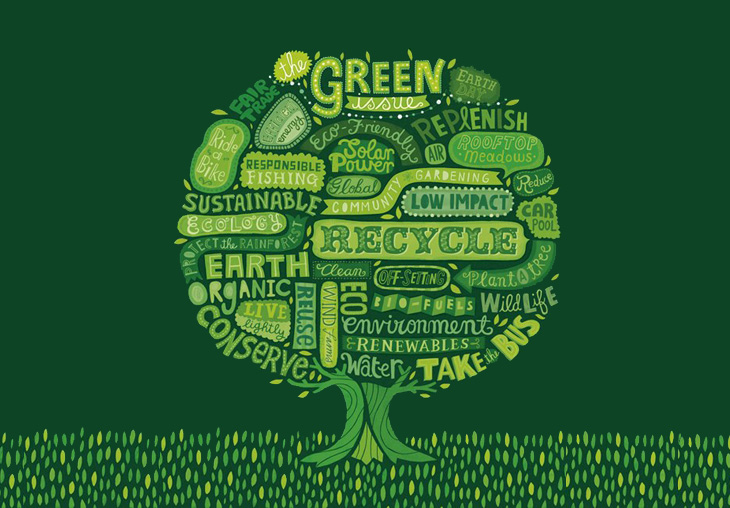 the
GREEN
issue
EARTH
DAY
FAIR
TRADE
energy
Eco-Friendly
REPLENISH
Ride
a
Bike
Solar
Power
AIR
ROOFTOP
Meadows
RESPONSIBLE
FISHING
Global
COMMUNITY GARDENING
Reduce
SUSTAINABLE
LOW IMPACT
CAR
POOL
ECOLOGY
RECYCLE
PROTECT the RAINFOREST
EARTH
Clean
OFF-SETTING
Plant A tree
ORGANIC
REUSE
WIND farms
ECO
BIO-FUELS
WildLIFE
LIVE
lightly
environment
CONSERVE
RENEWABLES
Water
TAKE the BUS